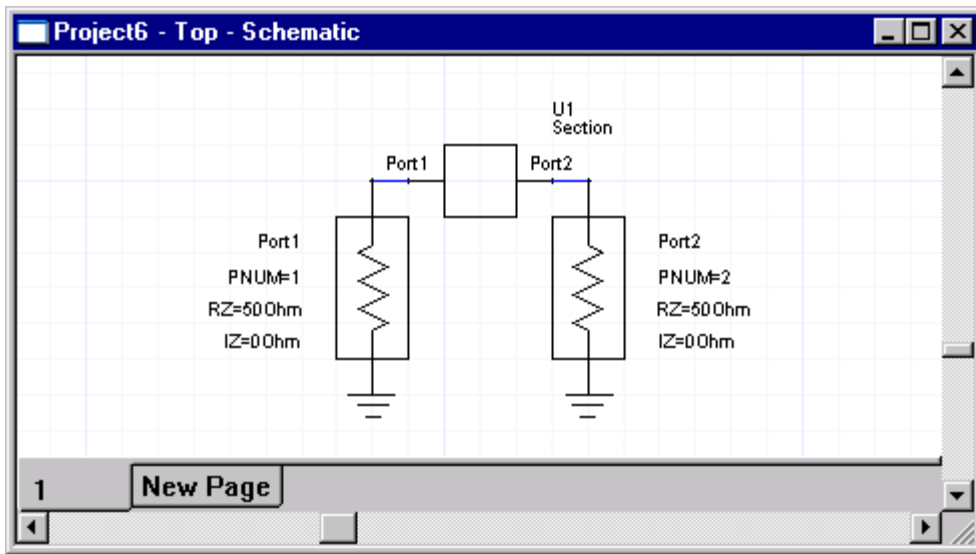 Project6 - Top - Schematic
U1
Section
Port1
Port2
Port1
PNUM=1
RZ=50Ohm
IZ=0Ohm
Port2
PNUM=2
RZ=50Ohm
IZ=0Ohm
1
New Page